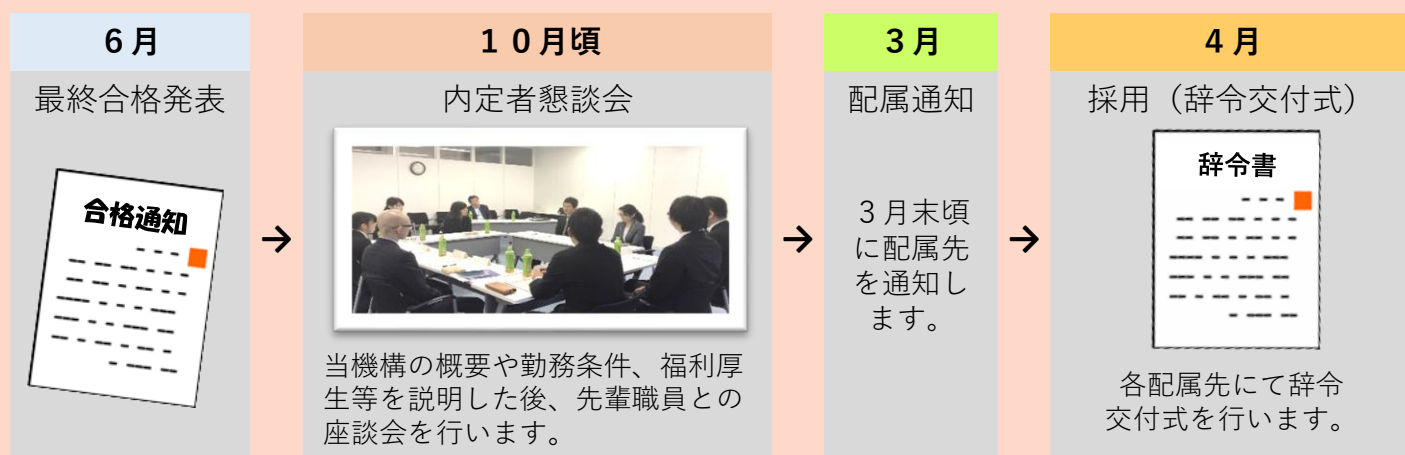 6月
最終合格発表
合格通知
→
１０月頃
内定者懇談会
当機構の概要や勤務条件、福利厚
生等を説明した後、先輩職員との
座談会を行います。
→
3月
配属通知
３月末頃
に配属先
を通知し
ます。
→
4月
採用（辞令交付式）
辞令書
各配属先にて辞令
交付式を行います。